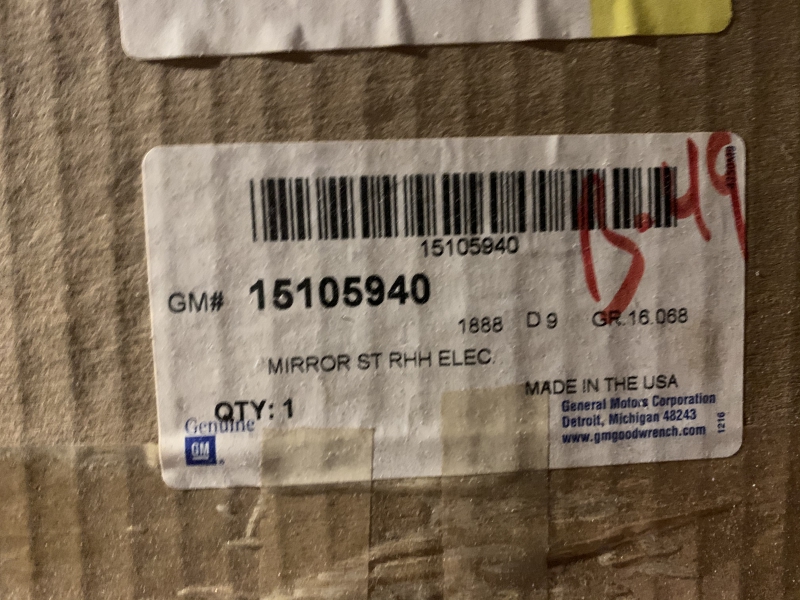 15105940
B-49
GM# 15105940
1888 D 9 GR.16.068
MIRROR ST RHH ELEC.
MADE IN THE USA
QTY: 1
Genuine
GM
General Motors Corporation
Detroit, Michigan 48243
www.gmgoodwrench.com
1216